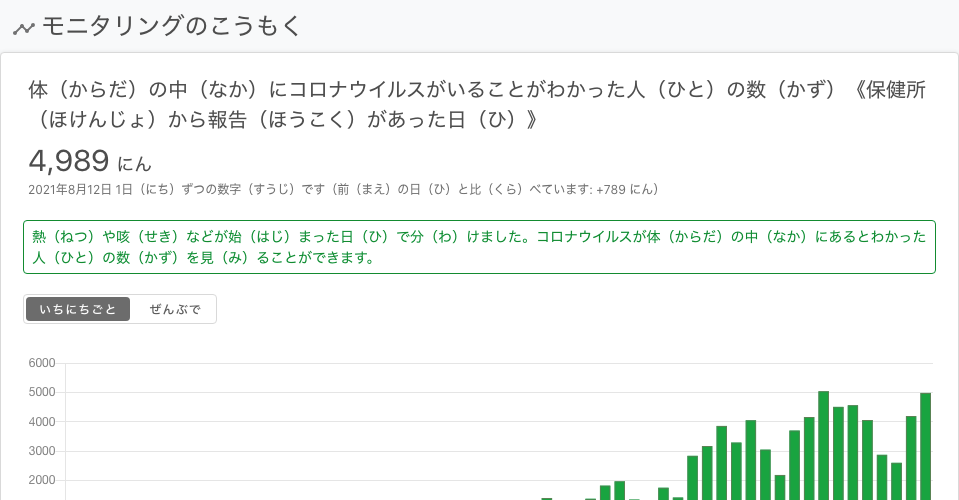 モニタリングのこうもく
体（からだ）の中（なか）にコロナウイルスがいることがわかった人（ひと）の数（かず）《保健所
（ほけんじょ）から報告（ほうこく）があった日（ひ）》
4,989 にん
2021年8月12日 1日（にち）ずつの数字（すうじ）です（前（まえ）の日（ひ）と比（くら）べています: +789 にん）
熱（ねつ）や咳（せき）などが始（はじ）まった日（ひ）で分（わ）けました。コロナウイルスが体（からだ）の中（なか）にあるとわかった
人（ひと）の数（かず）を見（み）ることができます。
いちにちごと ぜんぶで
6000
5000
4000
3000
2000